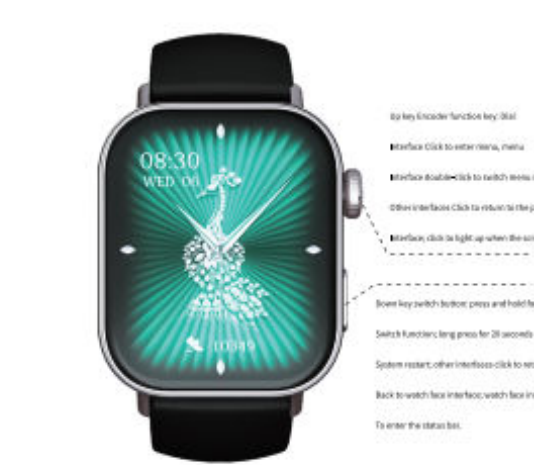 08:30
WED 06
10349
Up key Encoder function key: Dial
Interface Click to enter menu, menu
Interface double-click to switch menu
Other interfaces Click to return to the
Interface; click to light up when the
Down key switch button: press and hold
Switch function; long press for 20 seconds
System restart; other interfaces click to
Back to watch face interface; watch face
To enter the status bar.